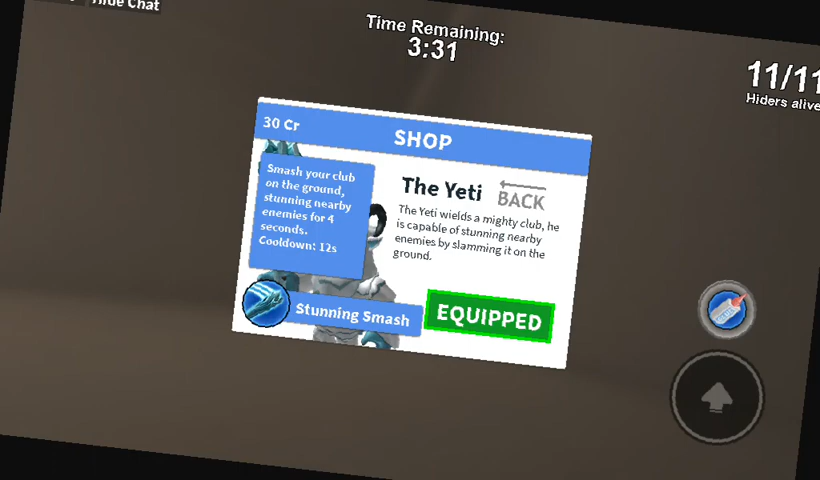 Hide Chat
Time Remaining:
3:31
11/11
Hiders alive
30 Cr
SHOP
Smash your club
on the ground,
stunning nearby
enemies for 4
seconds.
Cooldown: 12s
The Yeti
BACK
The Yeti wields a mighty club, he
is capable of stunning nearby
enemies by slamming it on the
ground.
Stunning Smash
EQUIPPED